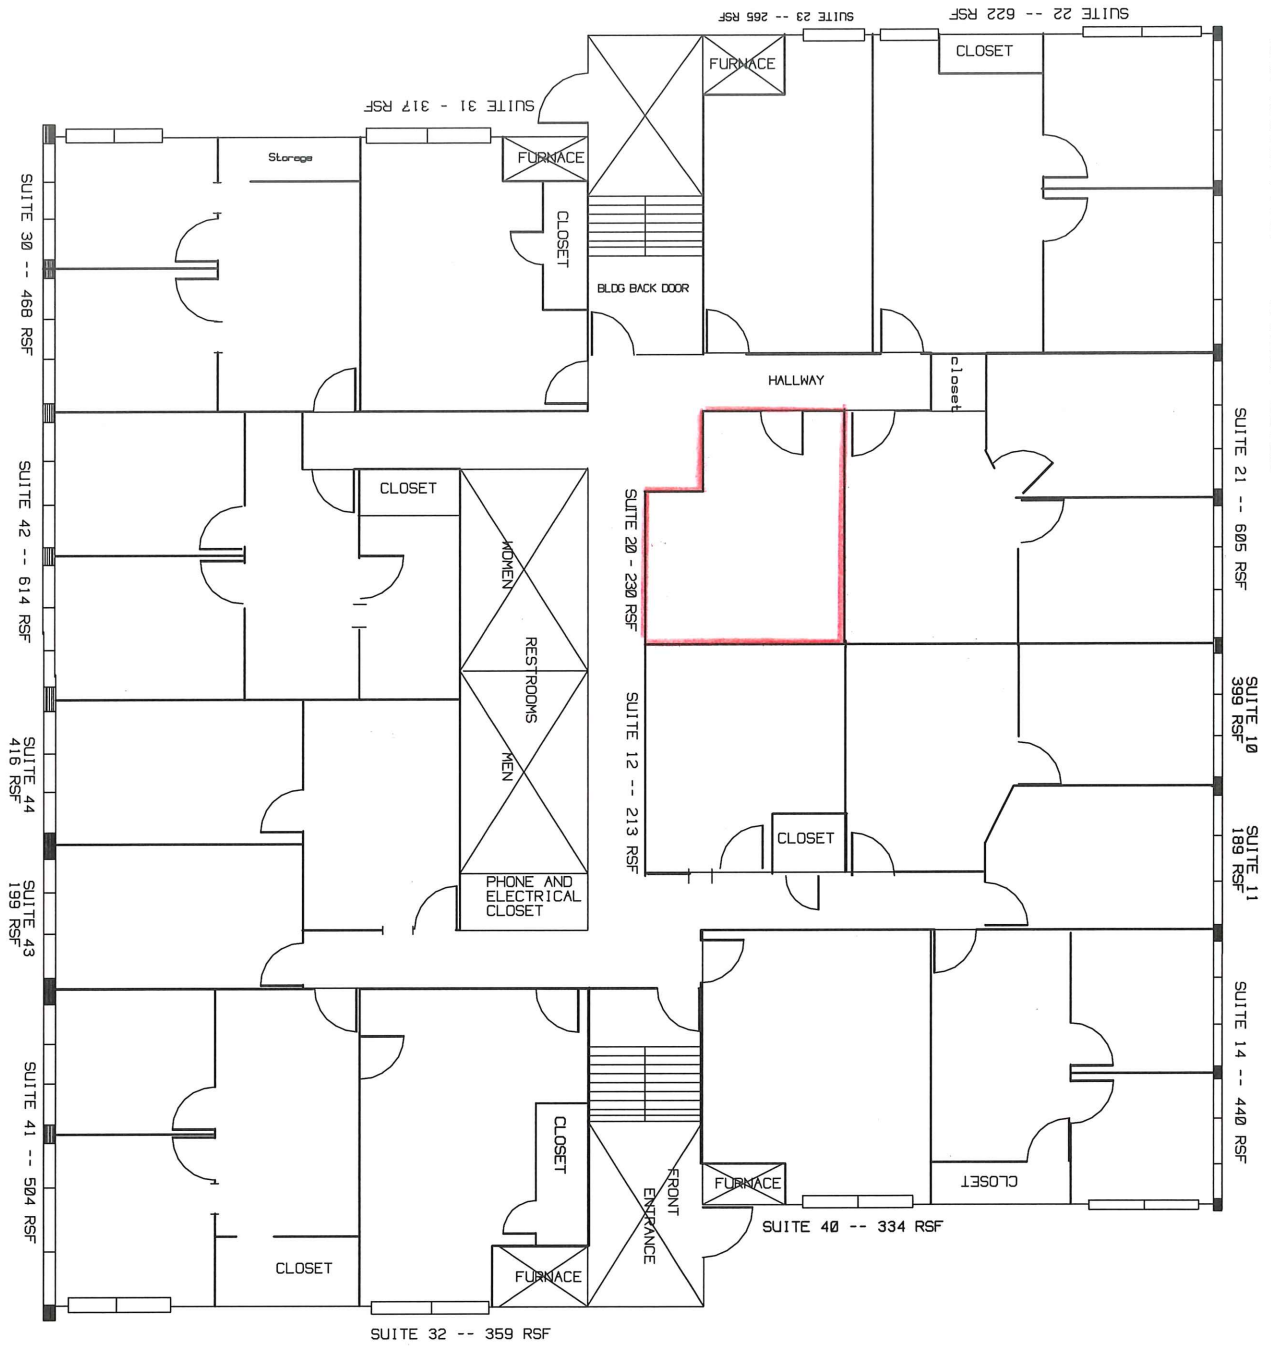 SUITE 23 -- 265 RSF
SUITE 22 -- 622 RSF
CLOSET
FURNACE
SUITE 31 - 317 RSF
Storage
FURNACE
SUITE 30 -- 468 RSF
CLOSET
BLDG BACK DOOR
HALLWAY
closet
SUITE 21 -- 605 RSF
SUITE 42 -- 614 RSF
CLOSET
WOMEN
RESTROOMS
MEN
SUITE 20 - 230 RSF
SUITE 12 -- 213 RSF
SUITE 10
399 RSF
SUITE 44
416 RSF
CLOSET
SUITE 11
189 RSF
PHONE AND
ELECTRICAL
CLOSET
SUITE 43
199 RSF
SUITE 14 -- 440 RSF
SUITE 41 -- 504 RSF
CLOSET
FRONT
ENTRANCE
FURNACE
CLOSET
SUITE 40 -- 334 RSF
CLOSET
FURNACE
SUITE 32 -- 359 RSF